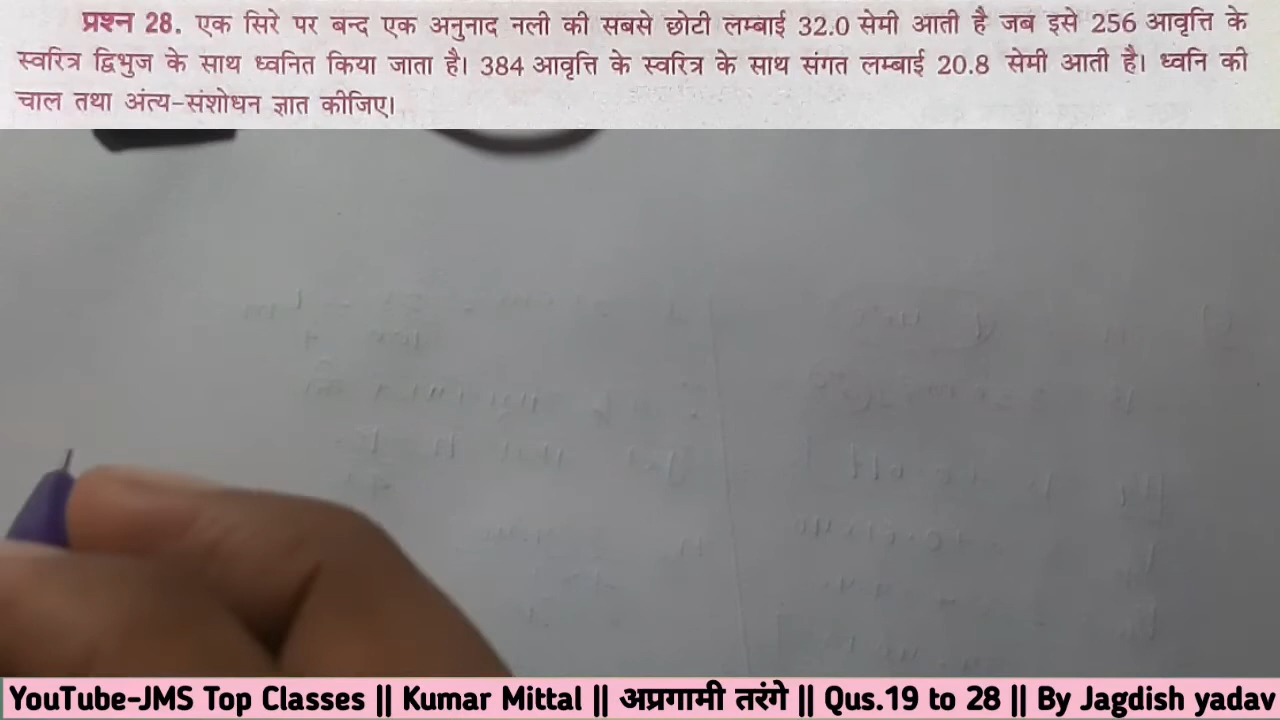 प्रश्न 28. एक सिरे पर बन्द एक अनुनाद नली की सबसे छोटी लम्बाई 32.0 सेमी आती है जब इसे 256 आवृत्ति के
स्वरित्र द्विभुज के साथ ध्वनित किया जाता है। 384 आवृत्ति के स्वरित्र के साथ संगत लम्बाई 20.8 सेमी आती है। ध्वनि की
चाल तथा अंत्य-संशोधन ज्ञात कीजिए।
YouTube-JMS Top Classes || Kumar Mittal || अप्रगामी तरंगे || Qus.19 to 28 || By Jagdish yadav